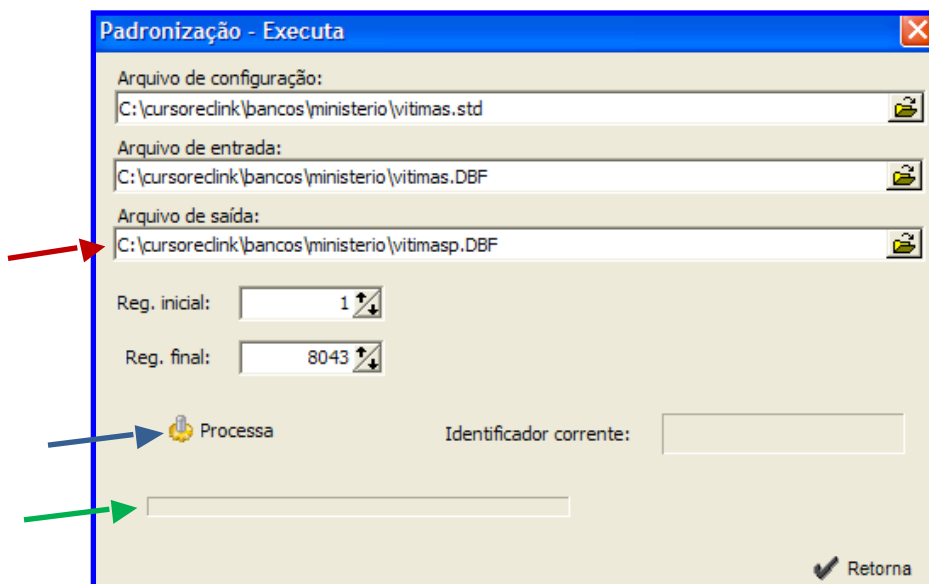 Padronização - Executa
Arquivo de configuração:
C:\cursoreclink\bancos\ministerio\vitimas.std
Arquivo de entrada:
C:\cursoreclink\bancos\ministerio\vitimas.DBF
Arquivo de saída:
C:\cursoreclink\bancos\ministerio\vitimasp.DBF
Reg. inicial: 1
Reg. final: 8043
Processa Identificador corrente:
Retorna